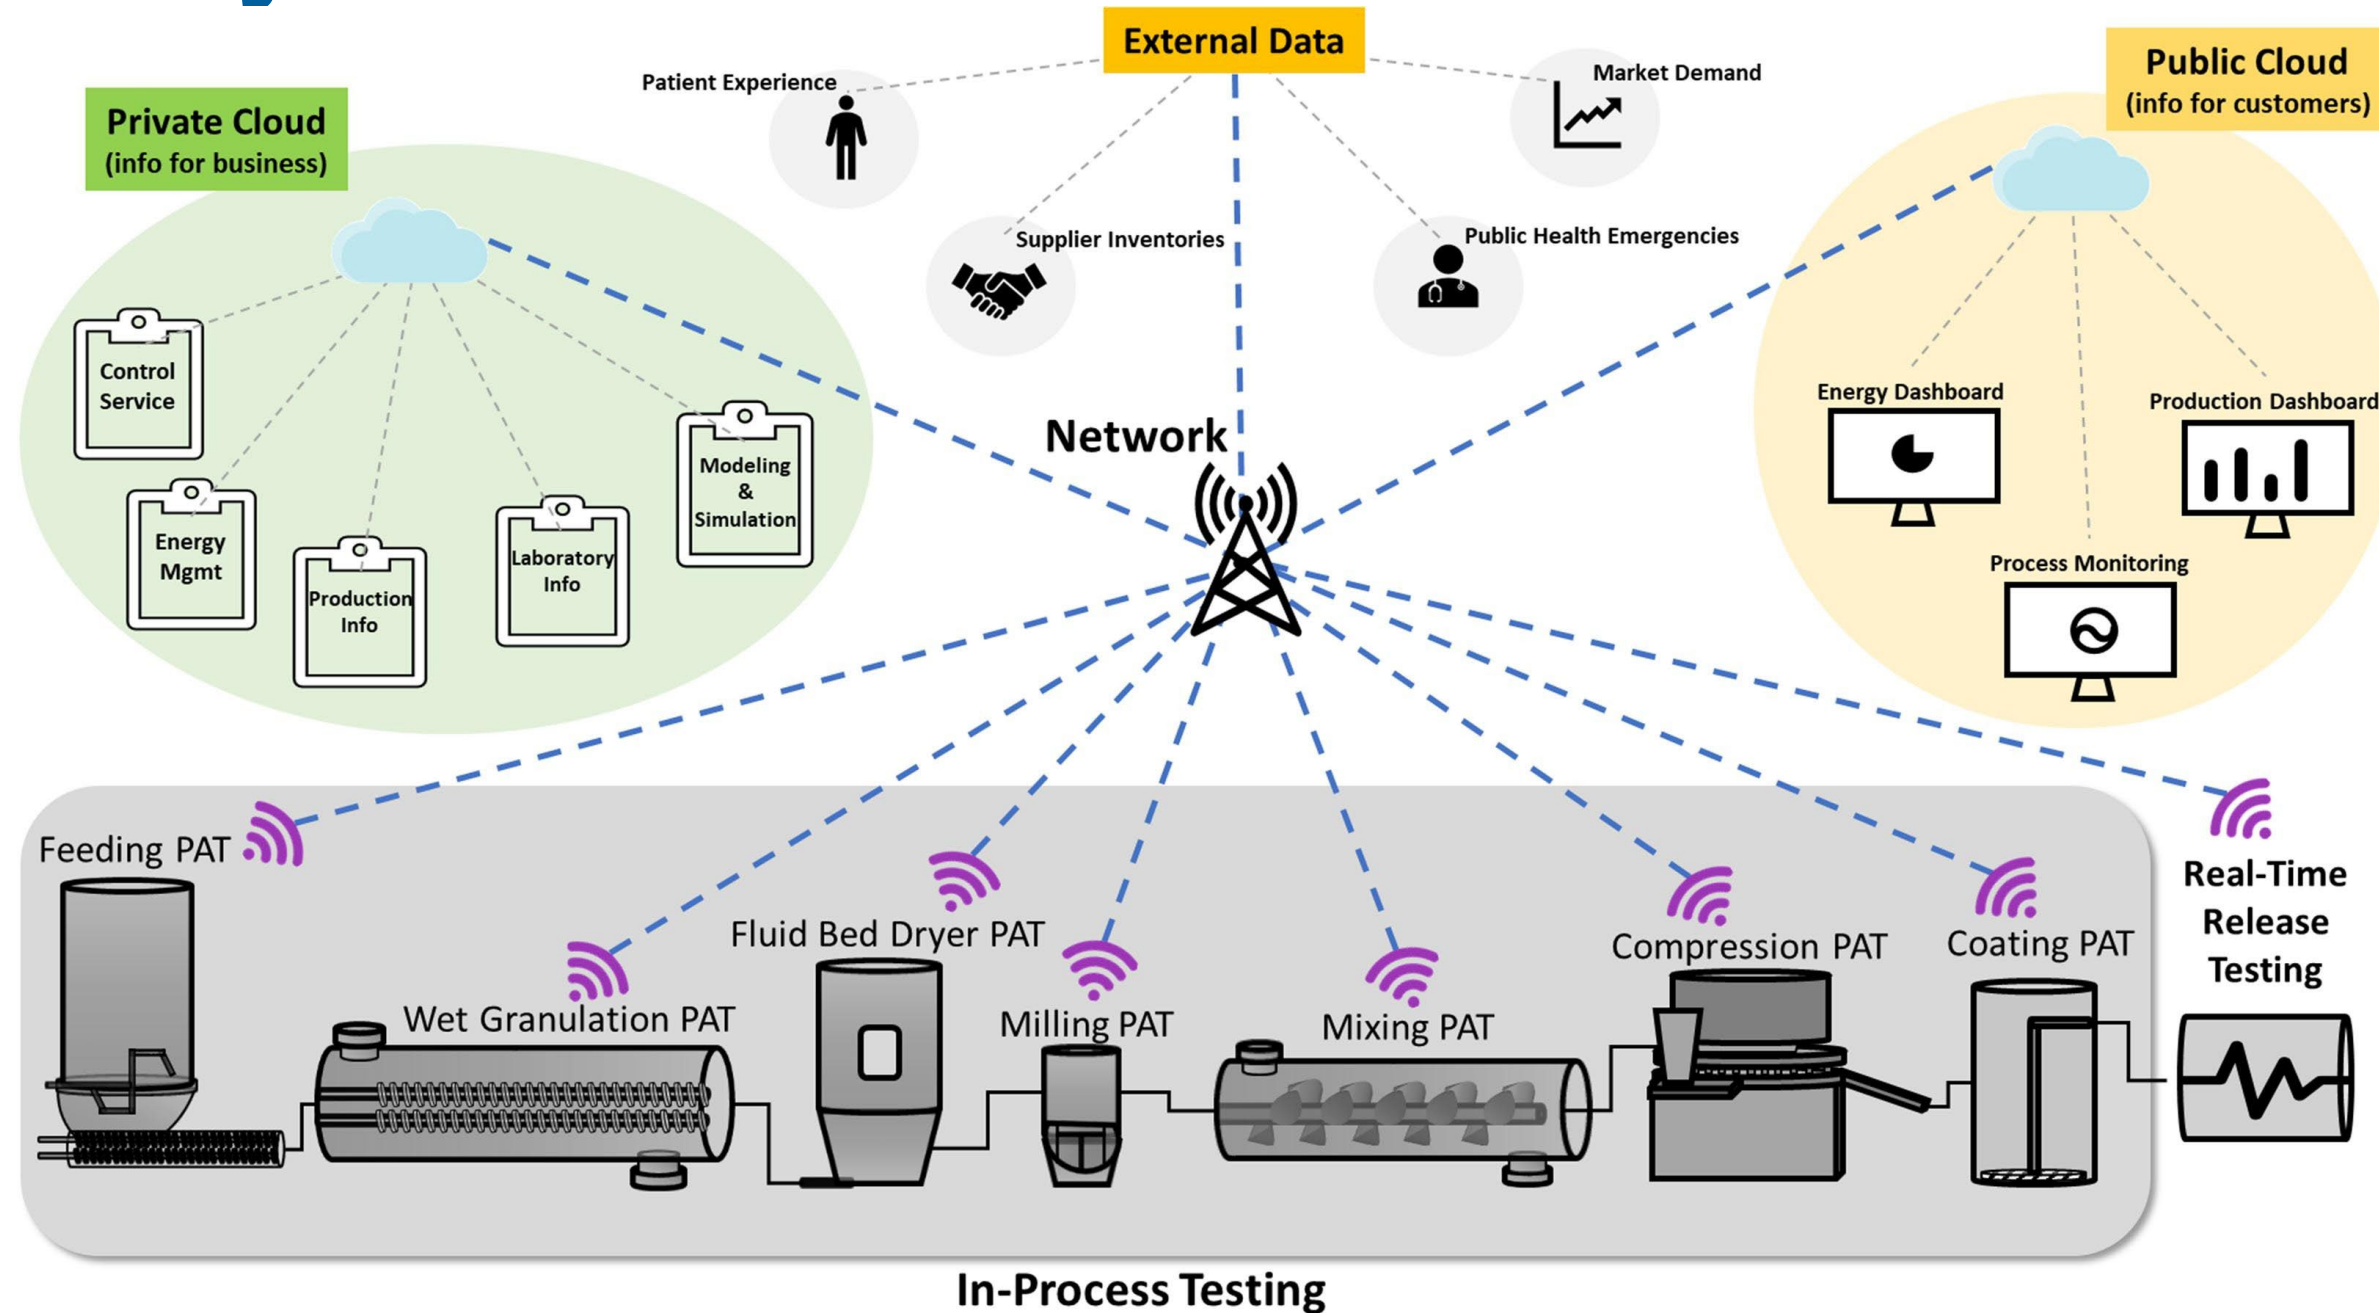 External Data
Patient Experience
Market Demand
Supplier Inventories
Public Health Emergencies
Private Cloud
(info for business)
Control
Service
Energy
Mgmt
Production
Info
Laboratory
Info
Modeling
&
Simulation
Public Cloud
(info for customers)
Energy Dashboard
Production Dashboard
Process Monitoring
Network
Feeding PAT
Wet Granulation PAT
Fluid Bed Dryer PAT
Milling PAT
Mixing PAT
Compression PAT
Coating PAT
Real-Time
Release
Testing
In-Process Testing